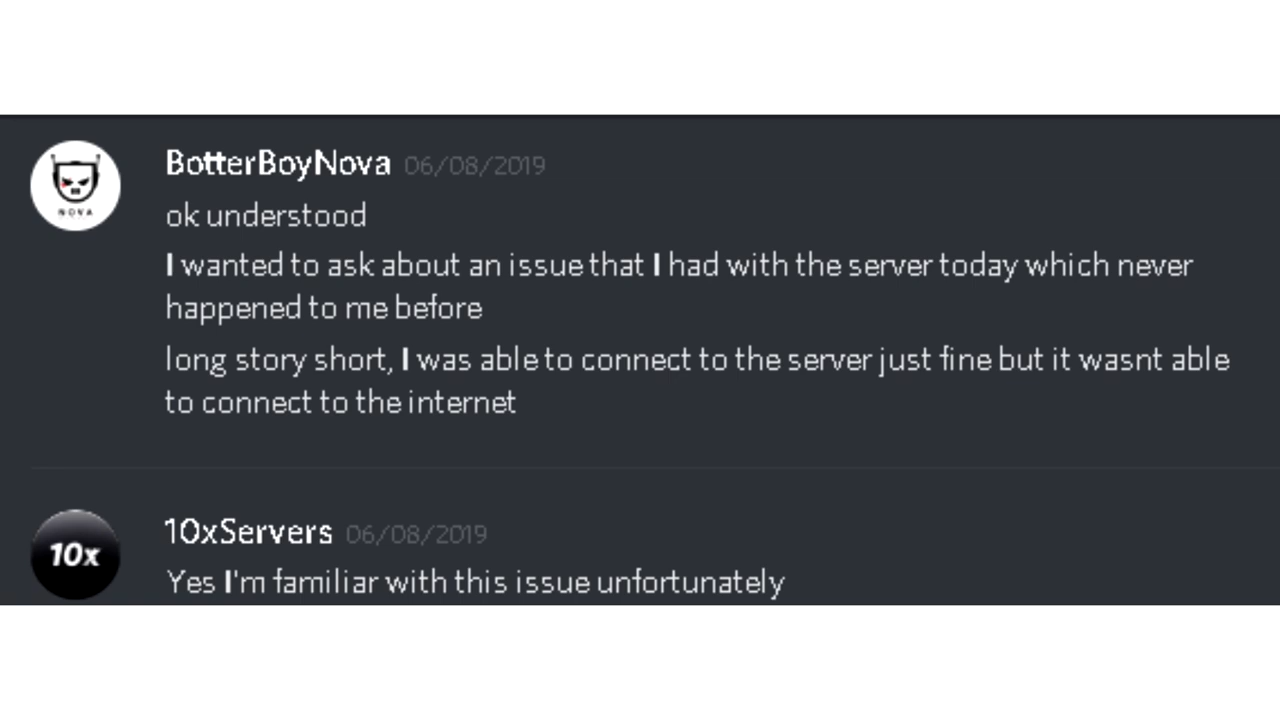 BotterBoyNova 06/08/2019
NOVA
ok understood
I wanted to ask about an issue that I had with the server today which never
happened to me before
long story short, I was able to connect to the server just fine but it wasnt able
to connect to the internet
10xServers 06/08/2019
10x
Yes I'm familiar with this issue unfortunately